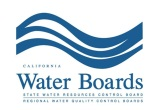 CALIFORNIA
Water Boards
STATE WATER RESOURCES CONTROL BOARD
REGIONAL WATER QUALITY CONTROL BOARDS